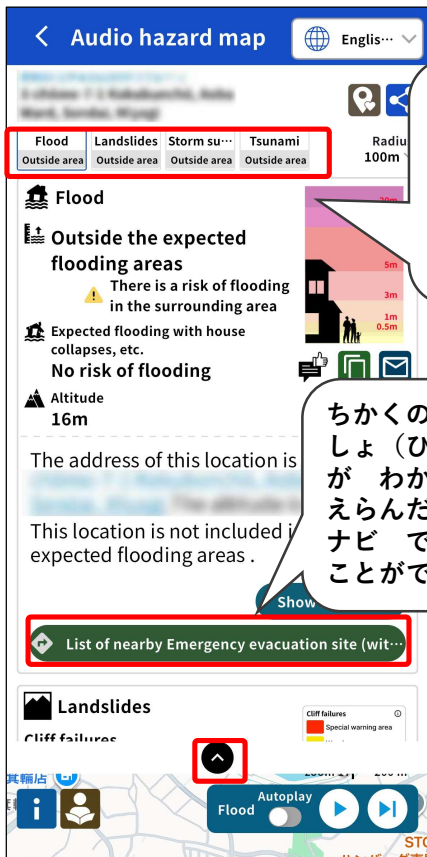 Audio hazard map
Englis…
Flood
Outside area
Landslides
Outside area
Storm su…
Outside area
Tsunami
Outside area
Radiu
100m
Flood
Outside the expected
flooding areas
There is a risk of flooding
in the surrounding area
Expected flooding with house
collapses, etc.
No risk of flooding
Altitude
16m
20m
5m
3m
1m
0.5m
ちかくの
しょ（ひ
が わか
えらんだ
ナビ で
ことがで
The address of this location is
This location is not included i
expected flooding areas .
Show
List of nearby Emergency evacuation site (wit…
Landslides
Cliff failures
Cliff failures
Special warning area
箕輪店
Flood
Autoplay
STO